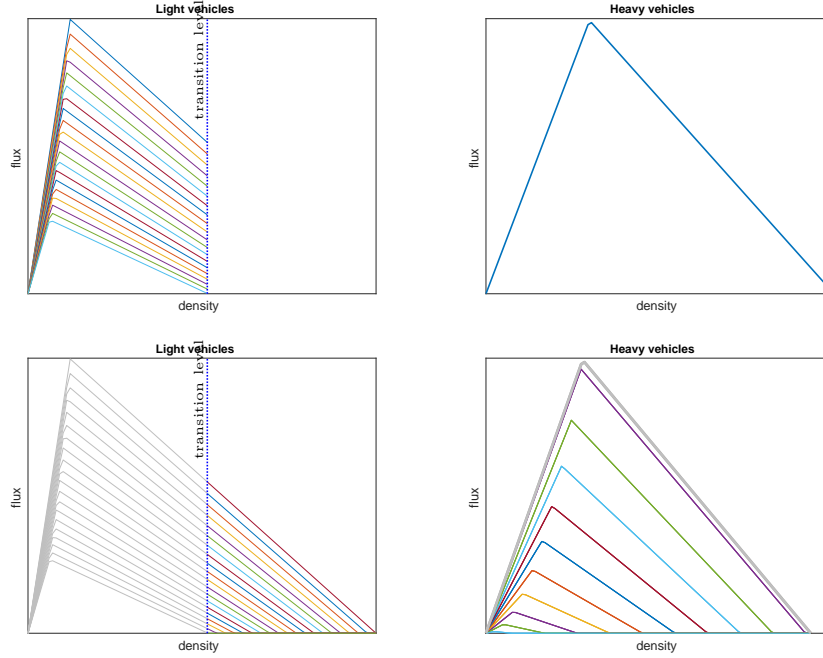 Light vehicles
transition level
flux
density
Heavy vehicles
flux
density
Light vehicles
transition level
flux
density
Heavy vehicles
flux
density